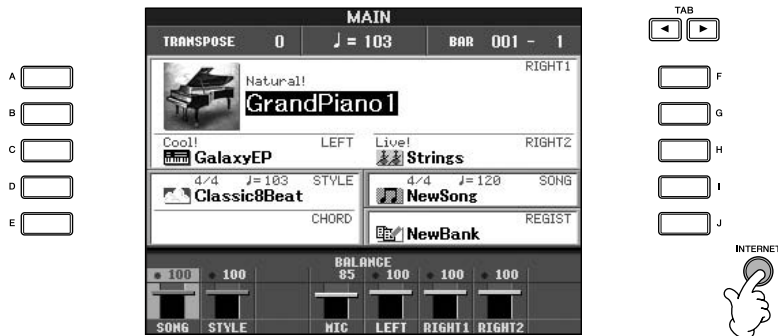 MAIN
TRANSPOSE 0 ♩= 103 BAR 001 - 1
RIGHT1
Natural!
GrandPiano1
Cool! LEFT Live! RIGHT2
GalaxyEP Strings
4/4 ♩=103 STYLE 4/4 ♩=120 SONG
Classic8Beat NewSong
CHORD REGIST
NewBank
BALANCE
100 100 85 100 100 100
SONG STYLE MIC LEFT RIGHT1 RIGHT2
A
B
C
D
E
TAB
F
G
H
I
J
INTERNET